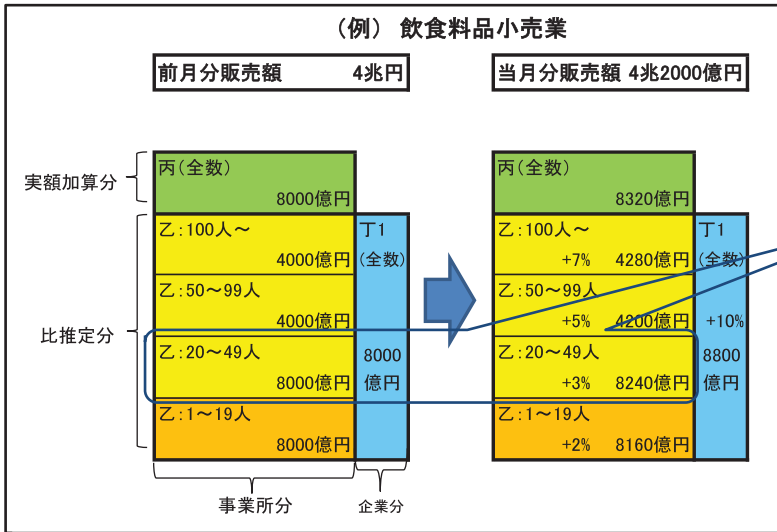 （例） 飲食料品小売業
前月分販売額 4兆円
当月分販売額 4兆2000億円
実額加算分
丙(全数)
8000億円
比推定分
乙：100人～
4000億円
乙：50～99人
4000億円
乙：20～49人
8000億円
乙：1～19人
8000億円
丁1
(全数)
8000
億円
事業所分
企業分
丙(全数)
8320億円
乙：100人～
+7% 4280億円
乙：50～99人
+5% 4200億円
乙：20～49人
+3% 8240億円
乙：1～19人
+2% 8160億円
丁1
(全数)
+10%
8800
億円